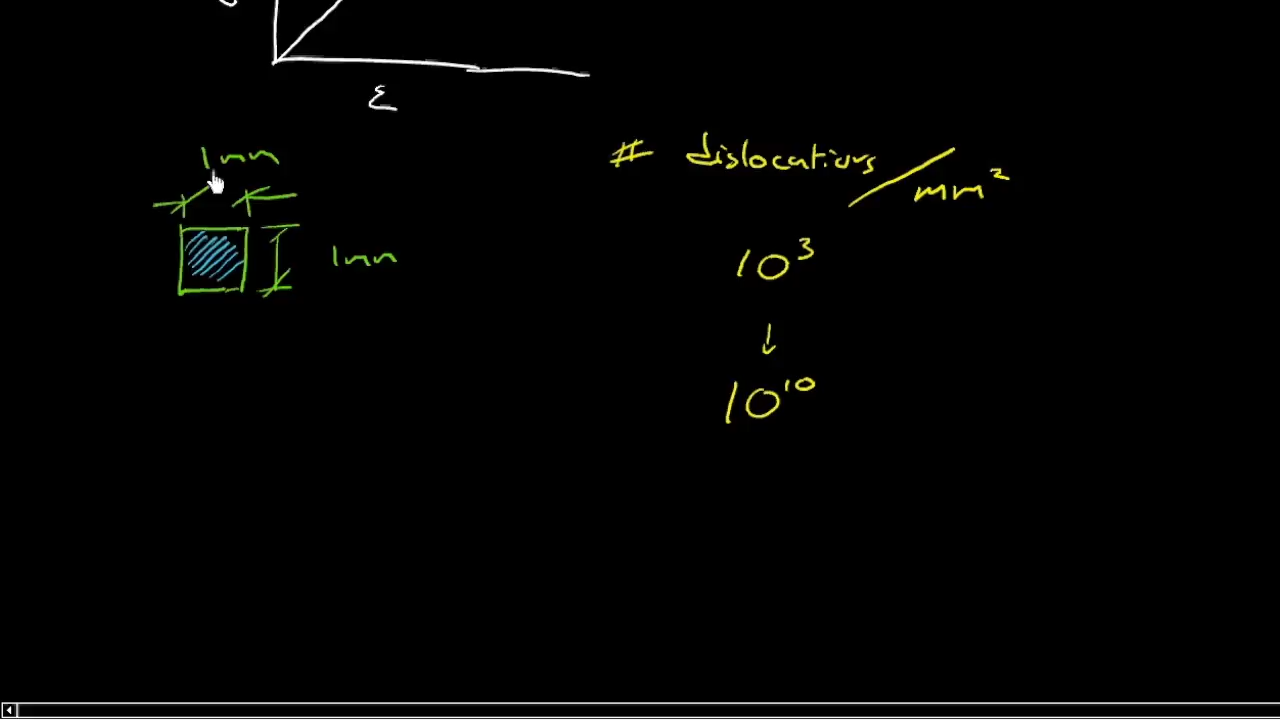 ε
1mm
1mm
# dislocations/mm²
10³
↓
10¹⁰